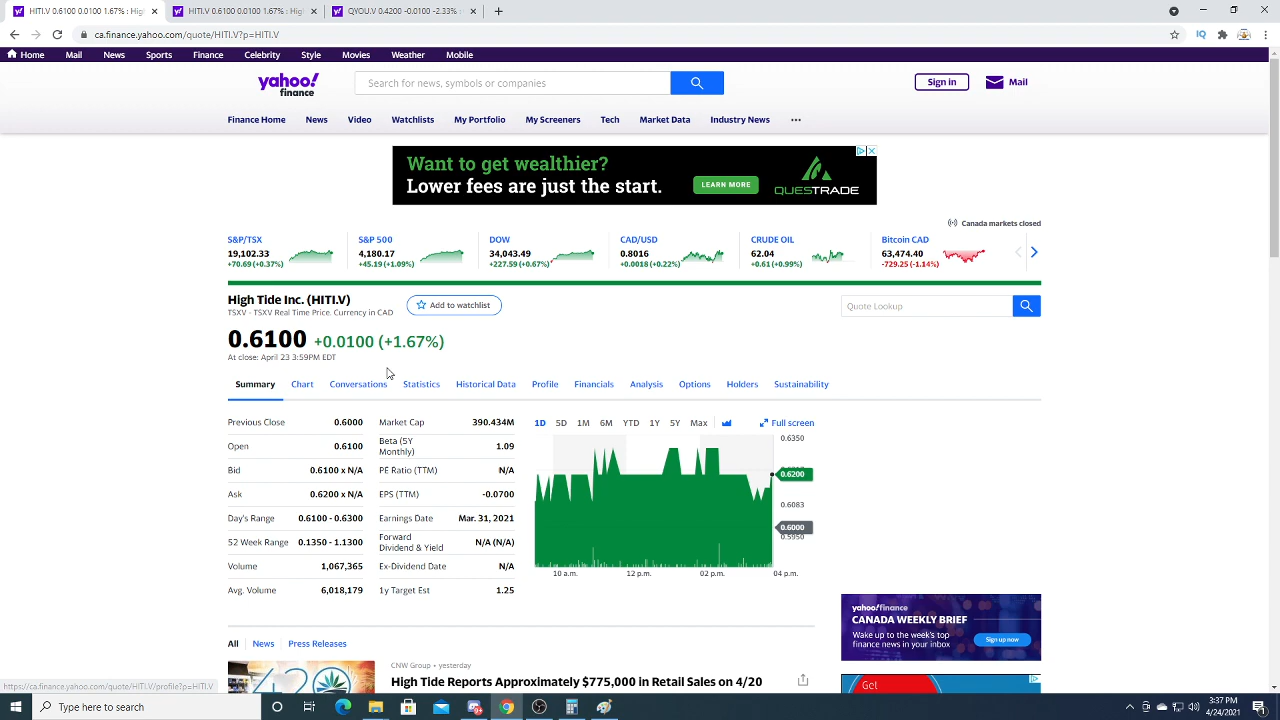 0.6100 0.0100 1.67% : High Ti
0.6100 0.0100 1.67% : High Ti
0.4200 -0.0100 -2.33% : Yaho
ca.finance.yahoo.com/quote/HITI.V/?p=HITI.V
IQ
Home Mail News Sports Finance Celebrity Style Movies Weather Mobile
yahoo!
finance
Search for news, symbols or companies
Sign in
Mail
Finance Home News Video Watchlists My Portfolio My Screeners Tech Market Data Industry News
Want to get wealthier?
Lower fees are just the start.
LEARN MORE
QUESTRADE
Canada markets closed
S&P/TSX S&P 500 DOW CAD/USD CRUDE OIL Bitcoin CAD
19,102.33 4,180.17 34,043.49 0.8016 62.04 63,474.40
+70.69 (+0.37%) +45.19 (+1.09%) +227.59 (+0.67%) +0.0018 (+0.22%) +0.61 (+0.99%) -729.25 (-1.14%)
High Tide Inc. (HITI.V)
TSXV - TSXV Real Time Price. Currency in CAD
Add to watchlist
Quote Lookup
0.6100 +0.0100 (+1.67%)
At close: April 23 3:59PM EDT
Summary Chart Conversations Statistics Historical Data Profile Financials Analysis Options Holders Sustainability
Previous Close 0.6000
Open 0.6100
Bid 0.6100 x N/A
Ask 0.6200 x N/A
Day's Range 0.6100 - 0.6300
52 Week Range 0.1350 - 1.1300
Volume 1,067,365
Avg. Volume 6,018,179
Market Cap 390.434M
Beta (5Y
Monthly) 1.09
PE Ratio (TTM) N/A
EPS (TTM) -0.0700
Earnings Date Mar. 31, 2021
Forward
Dividend & Yield N/A (N/A)
Ex-Dividend Date N/A
1y Target Est 1.25
1D 5D 1M 6M YTD 1Y 5Y Max
Full screen
0.6350
0.6200
0.6083
0.6000
0.5950
10 a.m. 12 p.m. 02 p.m. 04 p.m.
yahoo!finance
CANADA WEEKLY BRIEF
Wake up to the week's top
finance news in your inbox
Sign up now
All News Press Releases
CNW Group • yesterday
High Tide Reports Approximately $775,000 in Retail Sales on 4/20
Get
https://ca.finance.yahoo.com/quote/HITI.V/profile?p=HITI.V
Type here to search
3:37 PM
4/24/2021